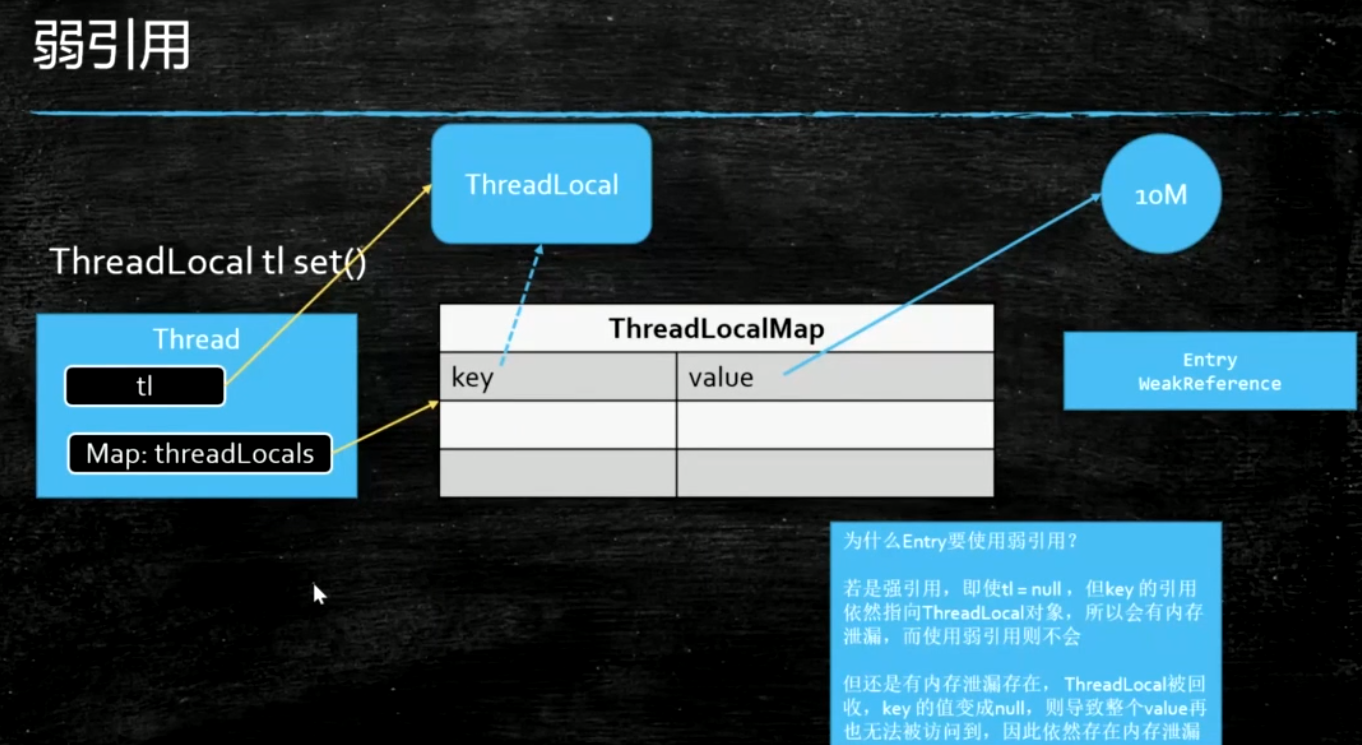 弱引用
ThreadLocal
10M
ThreadLocal tl set()
Thread
tl
Map: threadLocals
ThreadLocalMap
key
value
Entry
WeakReference
为什么Entry要使用弱引用？
若是强引用，即使tl = null ，但key 的引用
依然指向ThreadLocal对象，所以会有内存
泄漏，而使用弱引用则不会
但还是有内存泄漏存在， ThreadLocal被回
收，key 的值变成null，则导致整个value再
也无法被访问到，因此依然存在内存泄漏